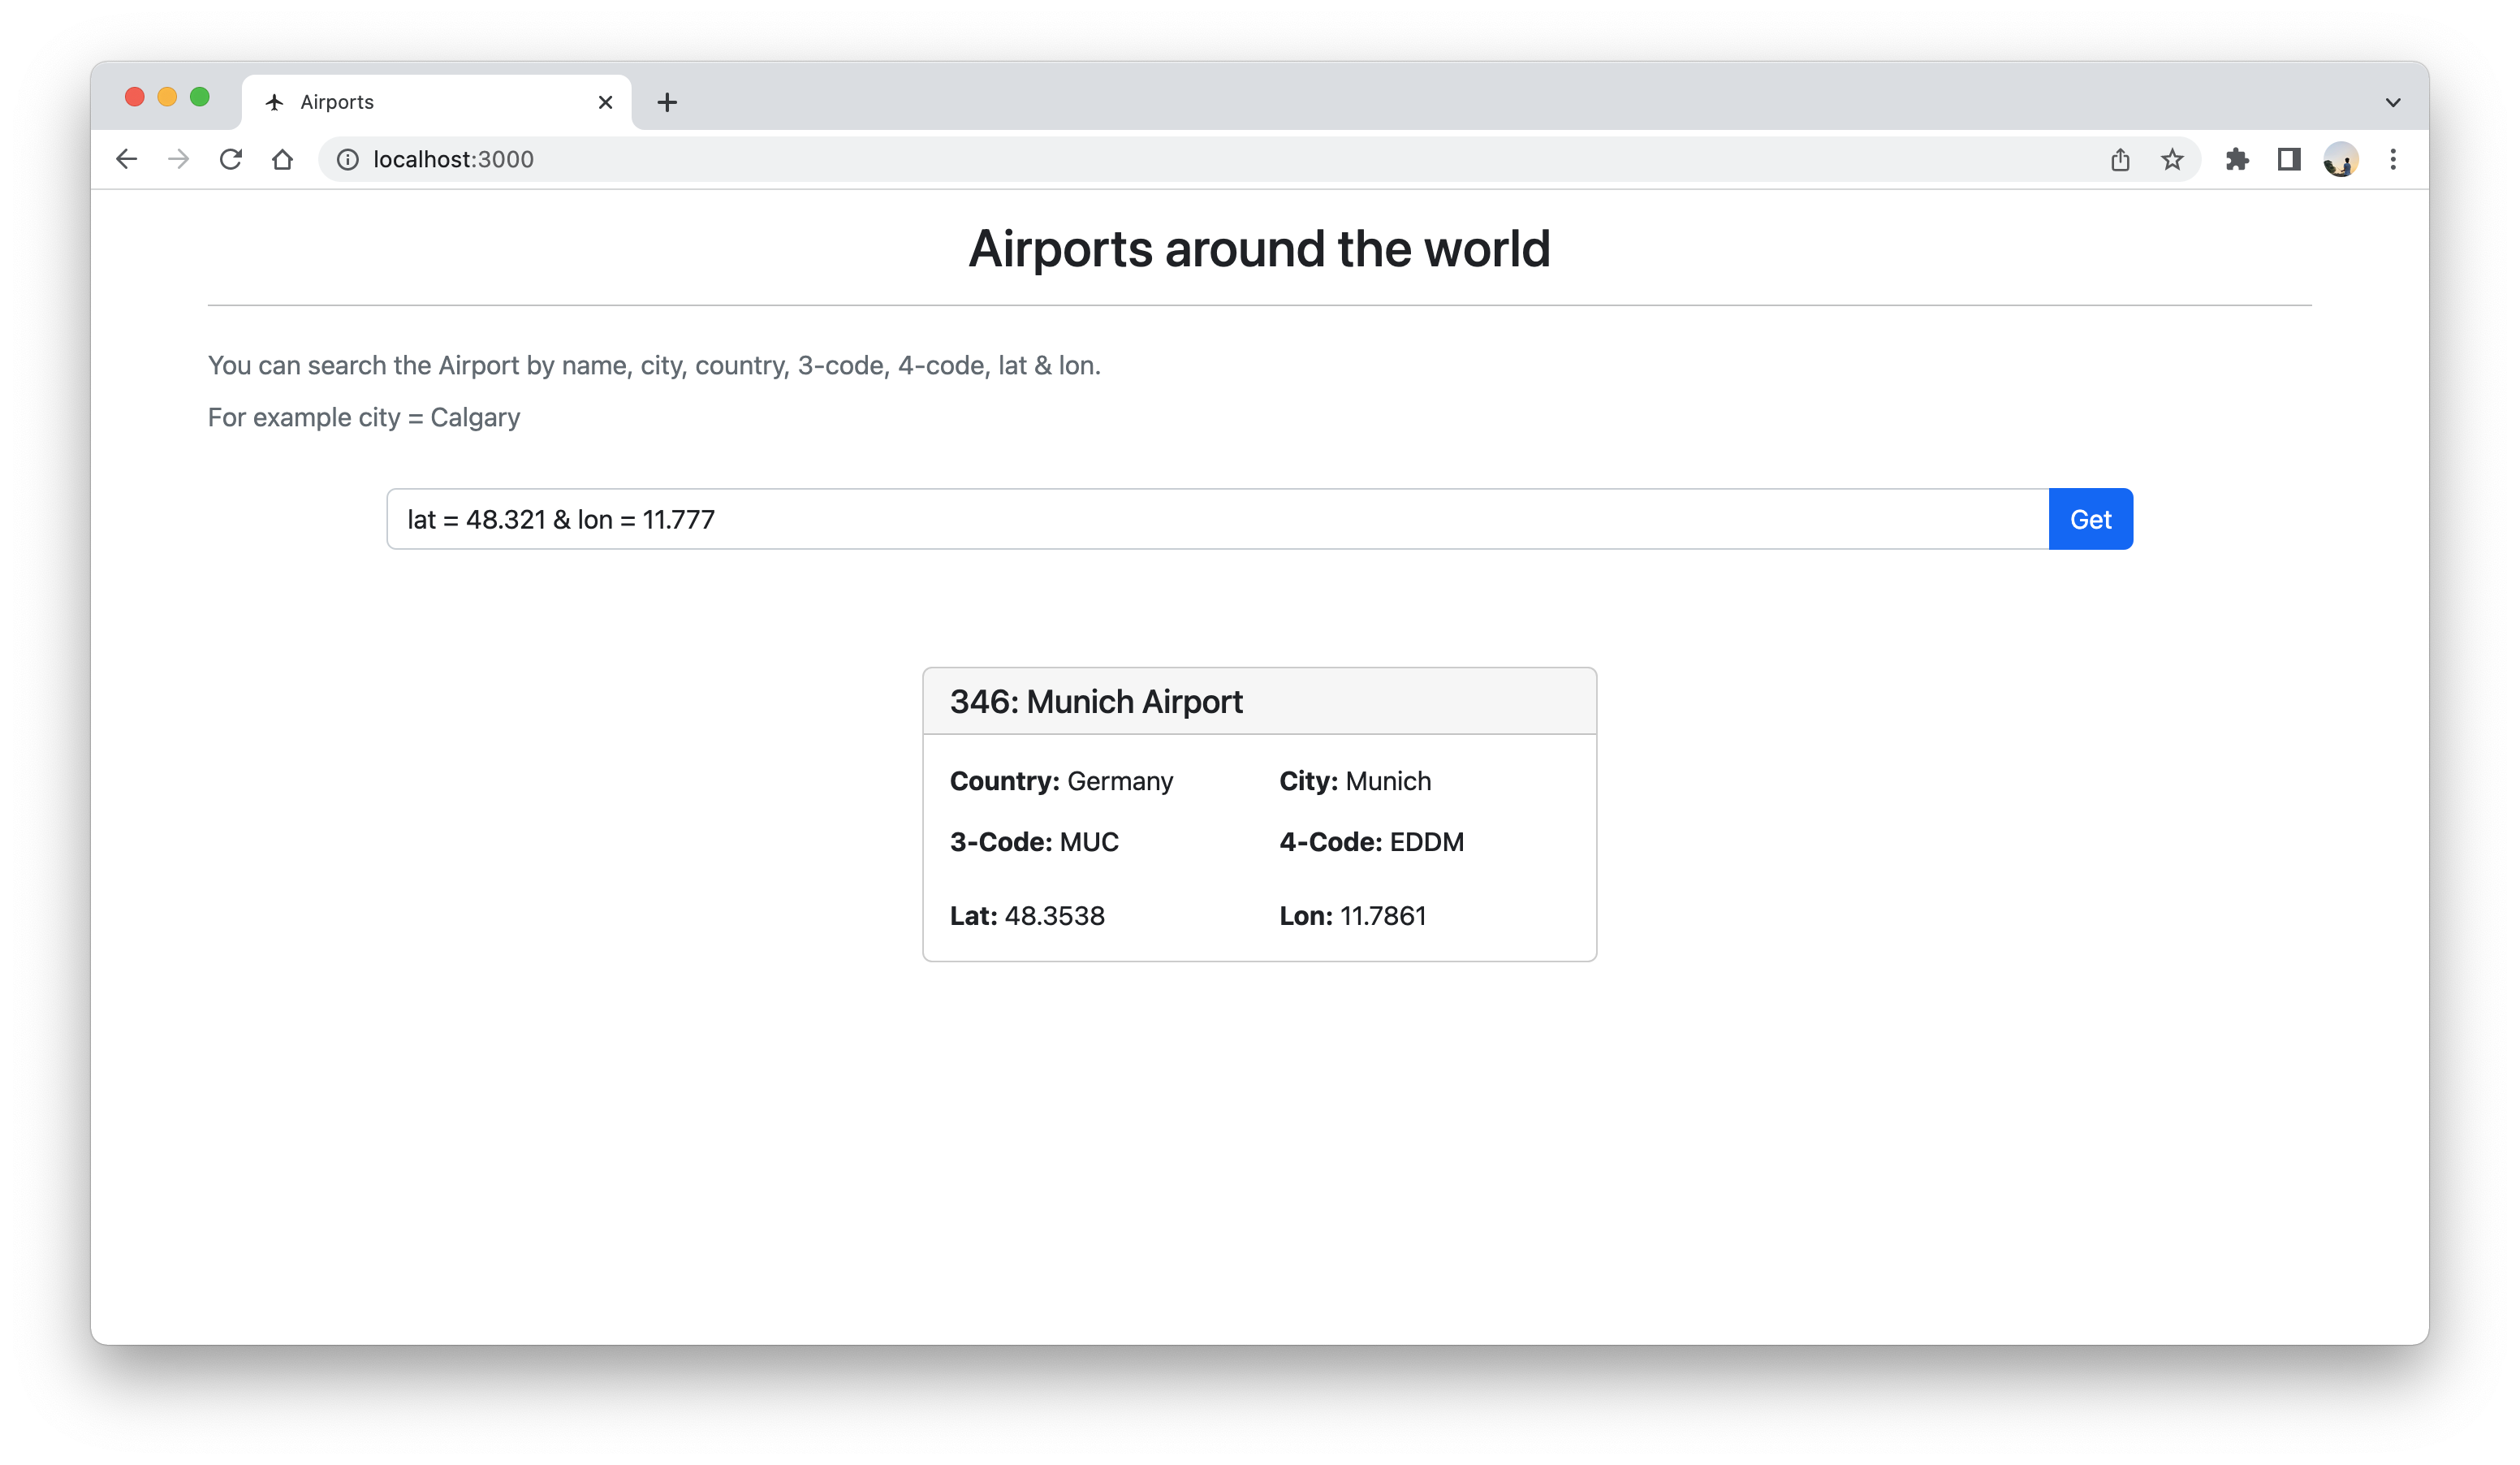 Airports
localhost:3000
Airports around the world
You can search the Airport by name, city, country, 3-code, 4-code, lat & lon.
For example city = Calgary
lat = 48.321 & lon = 11.777
Get
346: Munich Airport
Country: Germany City: Munich
3-Code: MUC 4-Code: EDDM
Lat: 48.3538 Lon: 11.7861